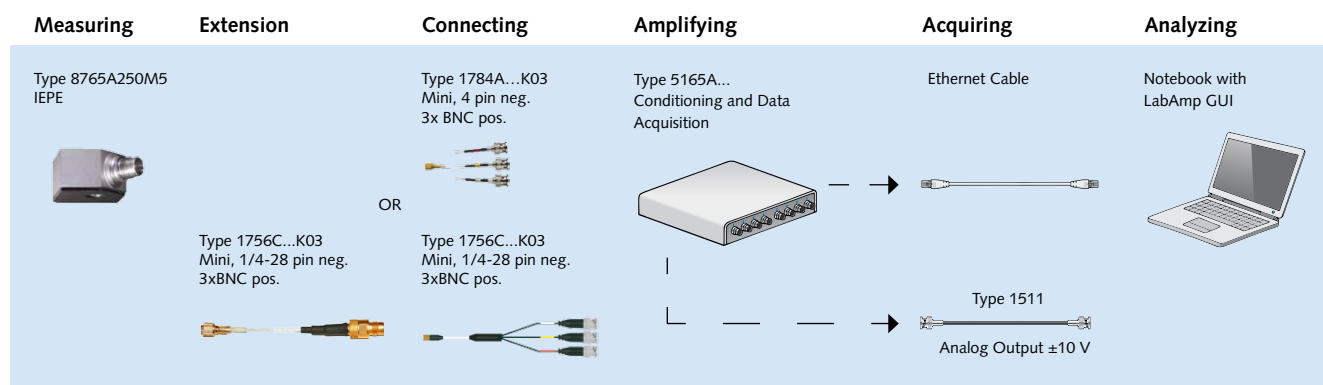 Measuring
Extension
Connecting
Amplifying
Acquiring
Analyzing
Type 8765A250M5
IEPE
Type 1784A...K03
Mini, 4 pin neg.
3x BNC pos.
Type 5165A...
Conditioning and Data
Acquisition
Ethernet Cable
Notebook with
LabAmp GUI
OR
Type 1756C...K03
Mini, 1/4-28 pin neg.
3xBNC pos.
Type 1756C...K03
Mini, 1/4-28 pin neg.
3xBNC pos.
Type 1511
Analog Output ±10 V